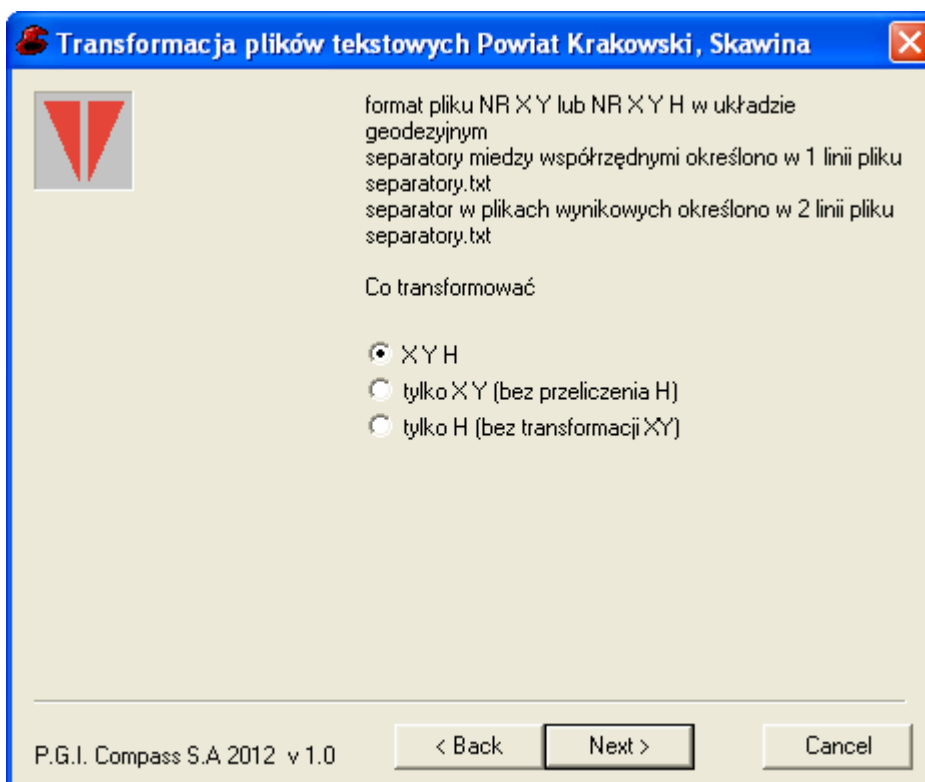 Transformacja plików tekstowych Powiat Krakowski, Skawina
format pliku NR X Y lub NR X Y H w układzie
geodezyjnym
separatory miedzy współrzędnymi określono w 1 linii pliku
separatory.txt
separator w plikach wynikowych określono w 2 linii pliku
separatory.txt
Co transformować
X Y H
tylko X Y (bez przeliczenia H)
tylko H (bez transformacji XY)
P.G.I. Compass S.A 2012 v 1.0
< Back
Next >
Cancel